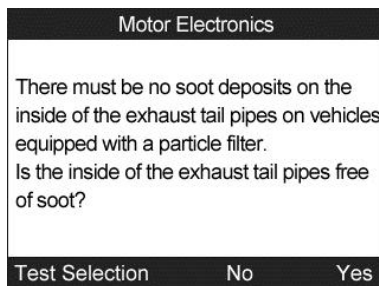 Motor Electronics
There must be no soot deposits on the
inside of the exhaust tail pipes on vehicles
equipped with a particle filter.
Is the inside of the exhaust tail pipes free
of soot?
Test Selection No Yes